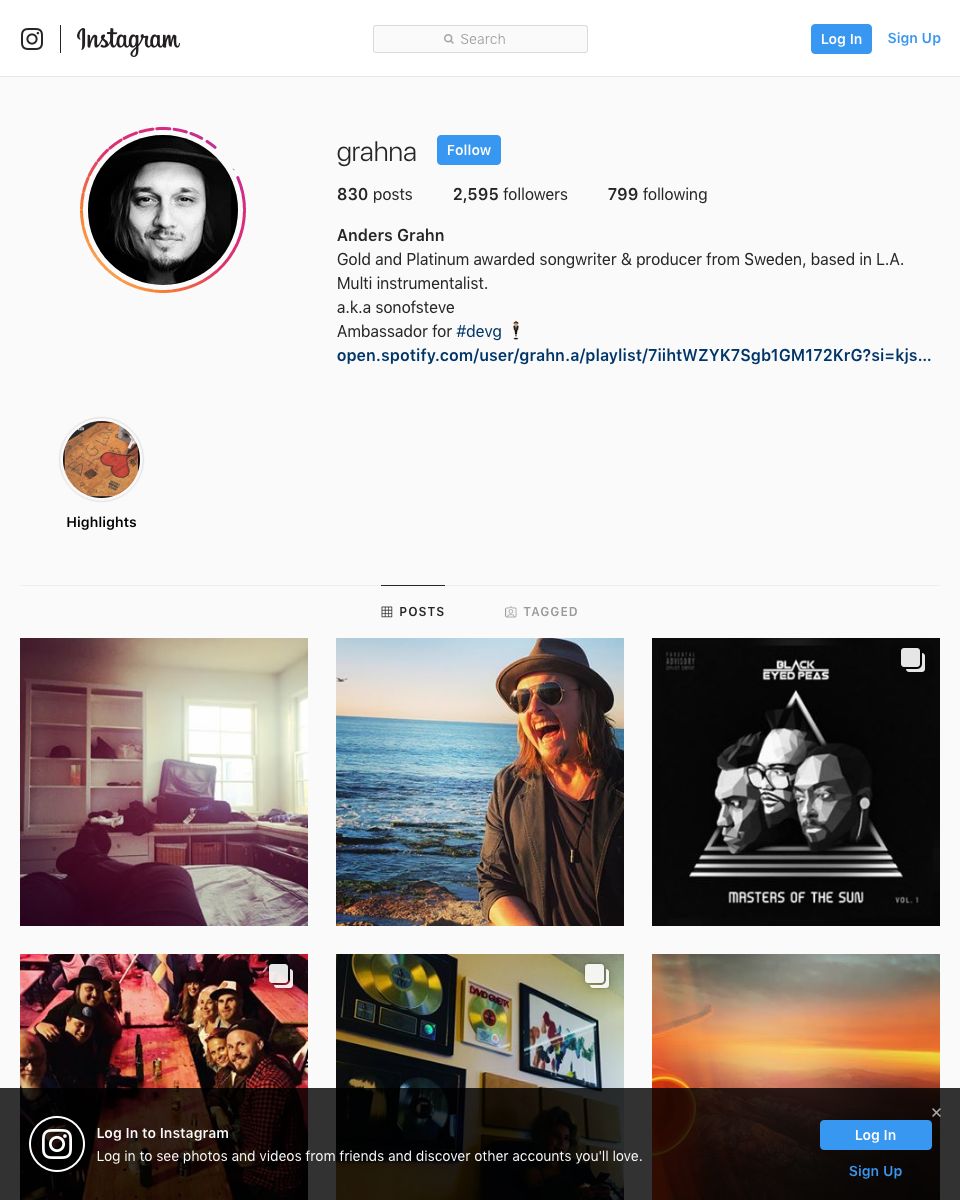 Instagram
Search
Log In
Sign Up
grahna
Follow
830 posts
2,595 followers
799 following
Anders Grahn
Gold and Platinum awarded songwriter & producer from Sweden, based in L.A.
Multi instrumentalist.
a.k.a sonofsteve
Ambassador for #devg 🕴
open.spotify.com/user/grahn.a/playlist/7iihtWZYK7Sgb1GM172KrG?si=kjs...
Highlights
POSTS
TAGGED
PARENTAL
ADVISORY
BLACK
EYED PEAS
MASTERS OF THE SUN
VOL. 1
DAVID GUETTA
Log In to Instagram
Log in to see photos and videos from friends and discover other accounts you'll love.
Log In
Sign Up